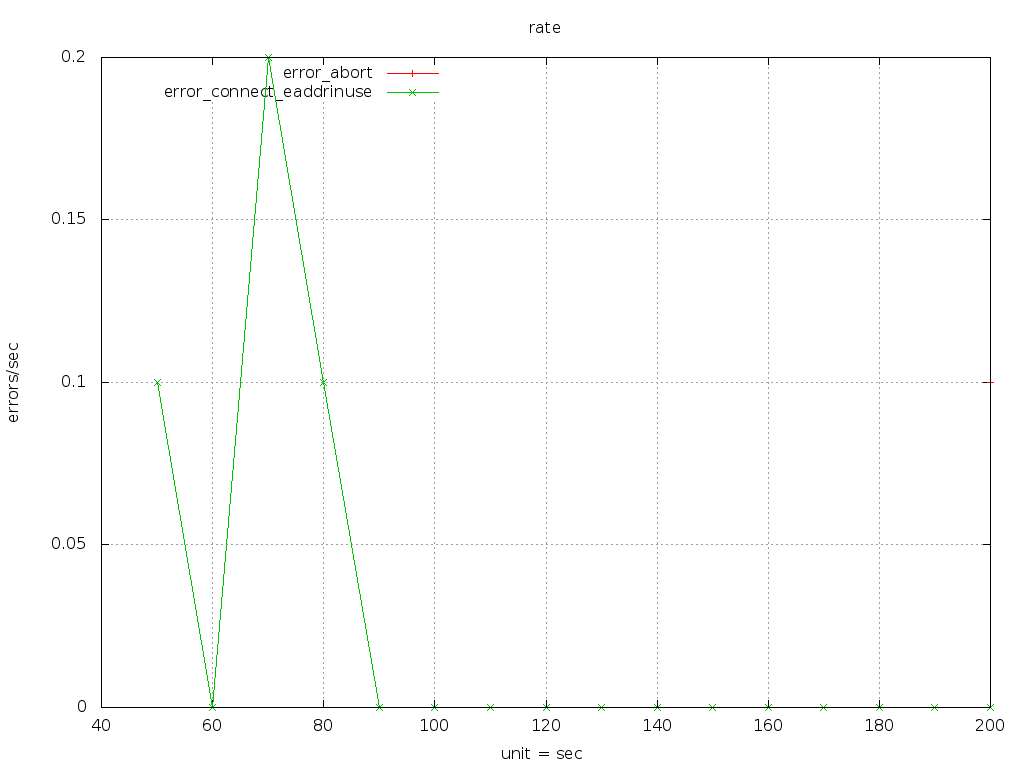 rate
0.2
error_abort
error_connect_eaddrinuse
0.15
errors/sec
0.1
0.05
0
40 60 80 100 120 140 160 180 200
unit = sec